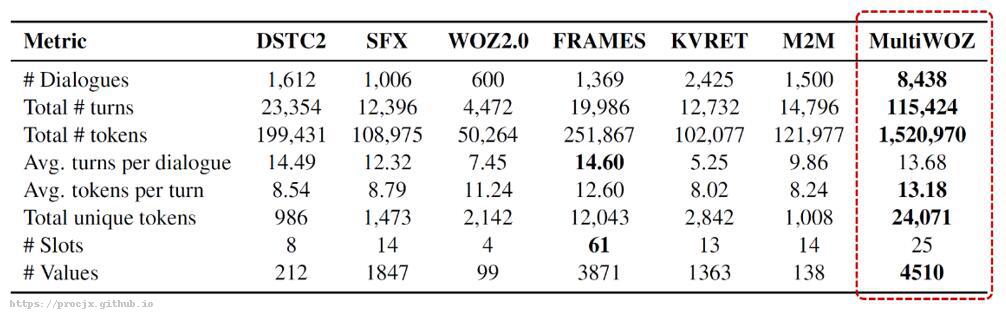 Metric DSTC2 SFX WOZ2.0 FRAMES KVRET M2M MultiWOZ
# Dialogues 1,612 1,006 600 1,369 2,425 1,500 8,438
Total # turns 23,354 12,396 4,472 19,986 12,732 14,796 115,424
Total # tokens 199,431 108,975 50,264 251,867 102,077 121,977 1,520,970
Avg. turns per dialogue 14.49 12.32 7.45 14.60 5.25 9.86 13.68
Avg. tokens per turn 8.54 8.79 11.24 12.60 8.02 8.24 13.18
Total unique tokens 986 1,473 2,142 12,043 2,842 1,008 24,071
# Slots 8 14 4 61 13 14 25
# Values 212 1847 99 3871 1363 138 4510
https://procjx.github.io